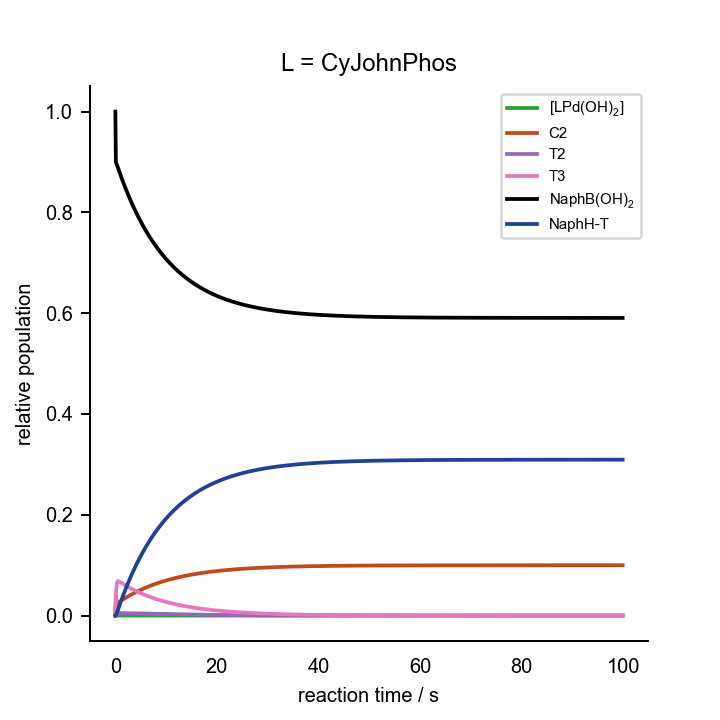 L = CyJohnPhos
[LPd(OH)₂]
C2
T2
T3
NaphB(OH)₂
NaphH-T
1.0
0.8
0.6
0.4
0.2
0.0
relative population
0 20 40 60 80 100
reaction time / s